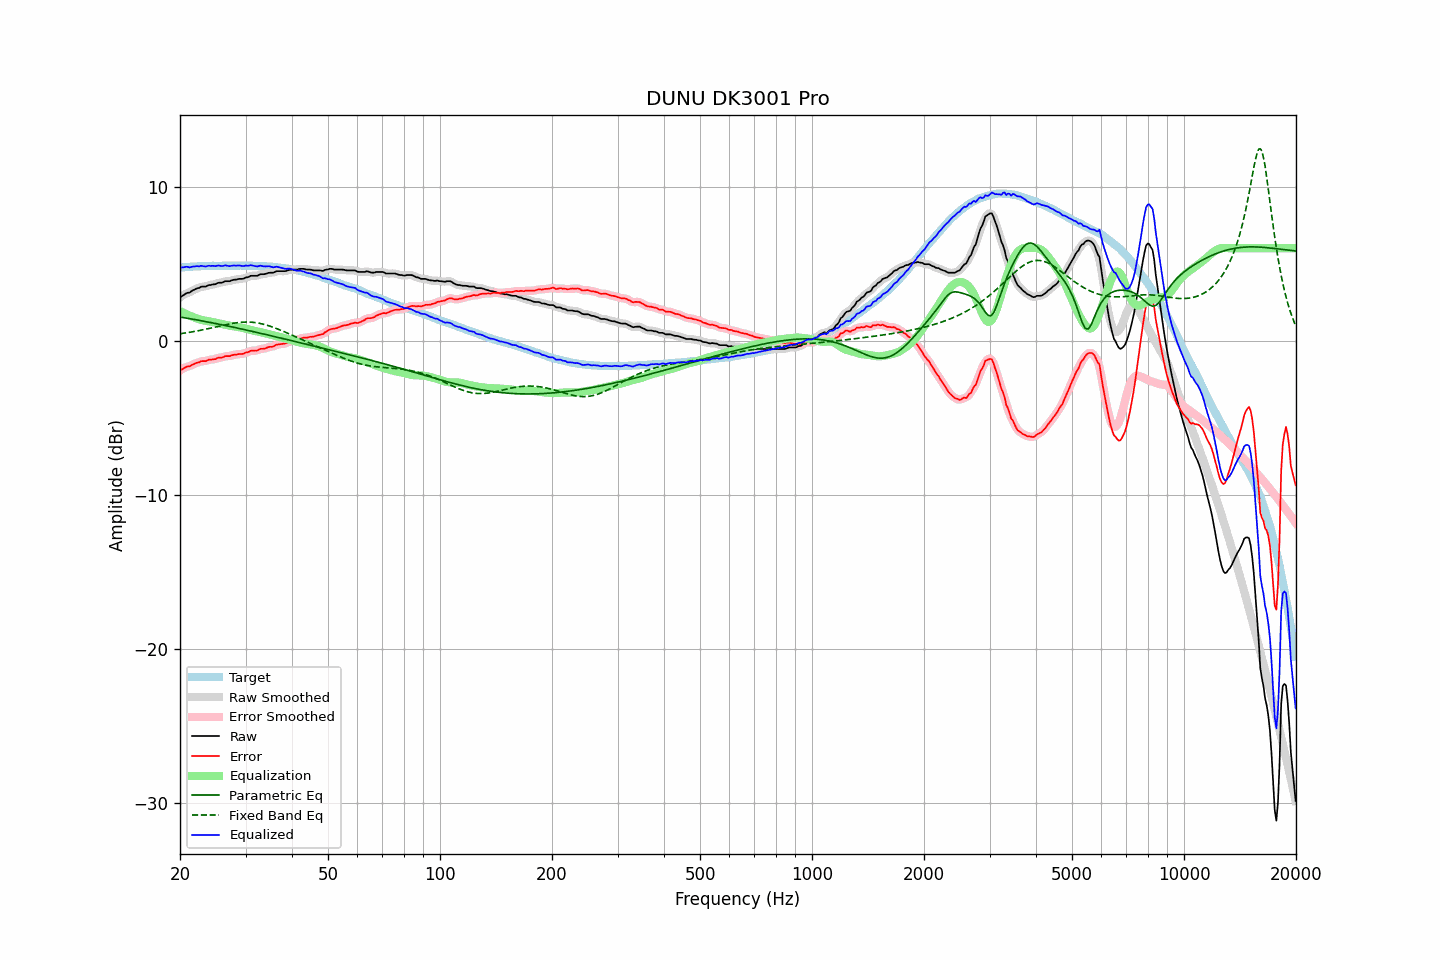 DUNU DK3001 Pro
Amplitude (dBr)
10
0
−10
−20
−30
Target
Raw Smoothed
Error Smoothed
Raw
Error
Equalization
Parametric Eq
Fixed Band Eq
Equalized
20 50 100 200 500 1000 2000 5000 10000 20000
Frequency (Hz)